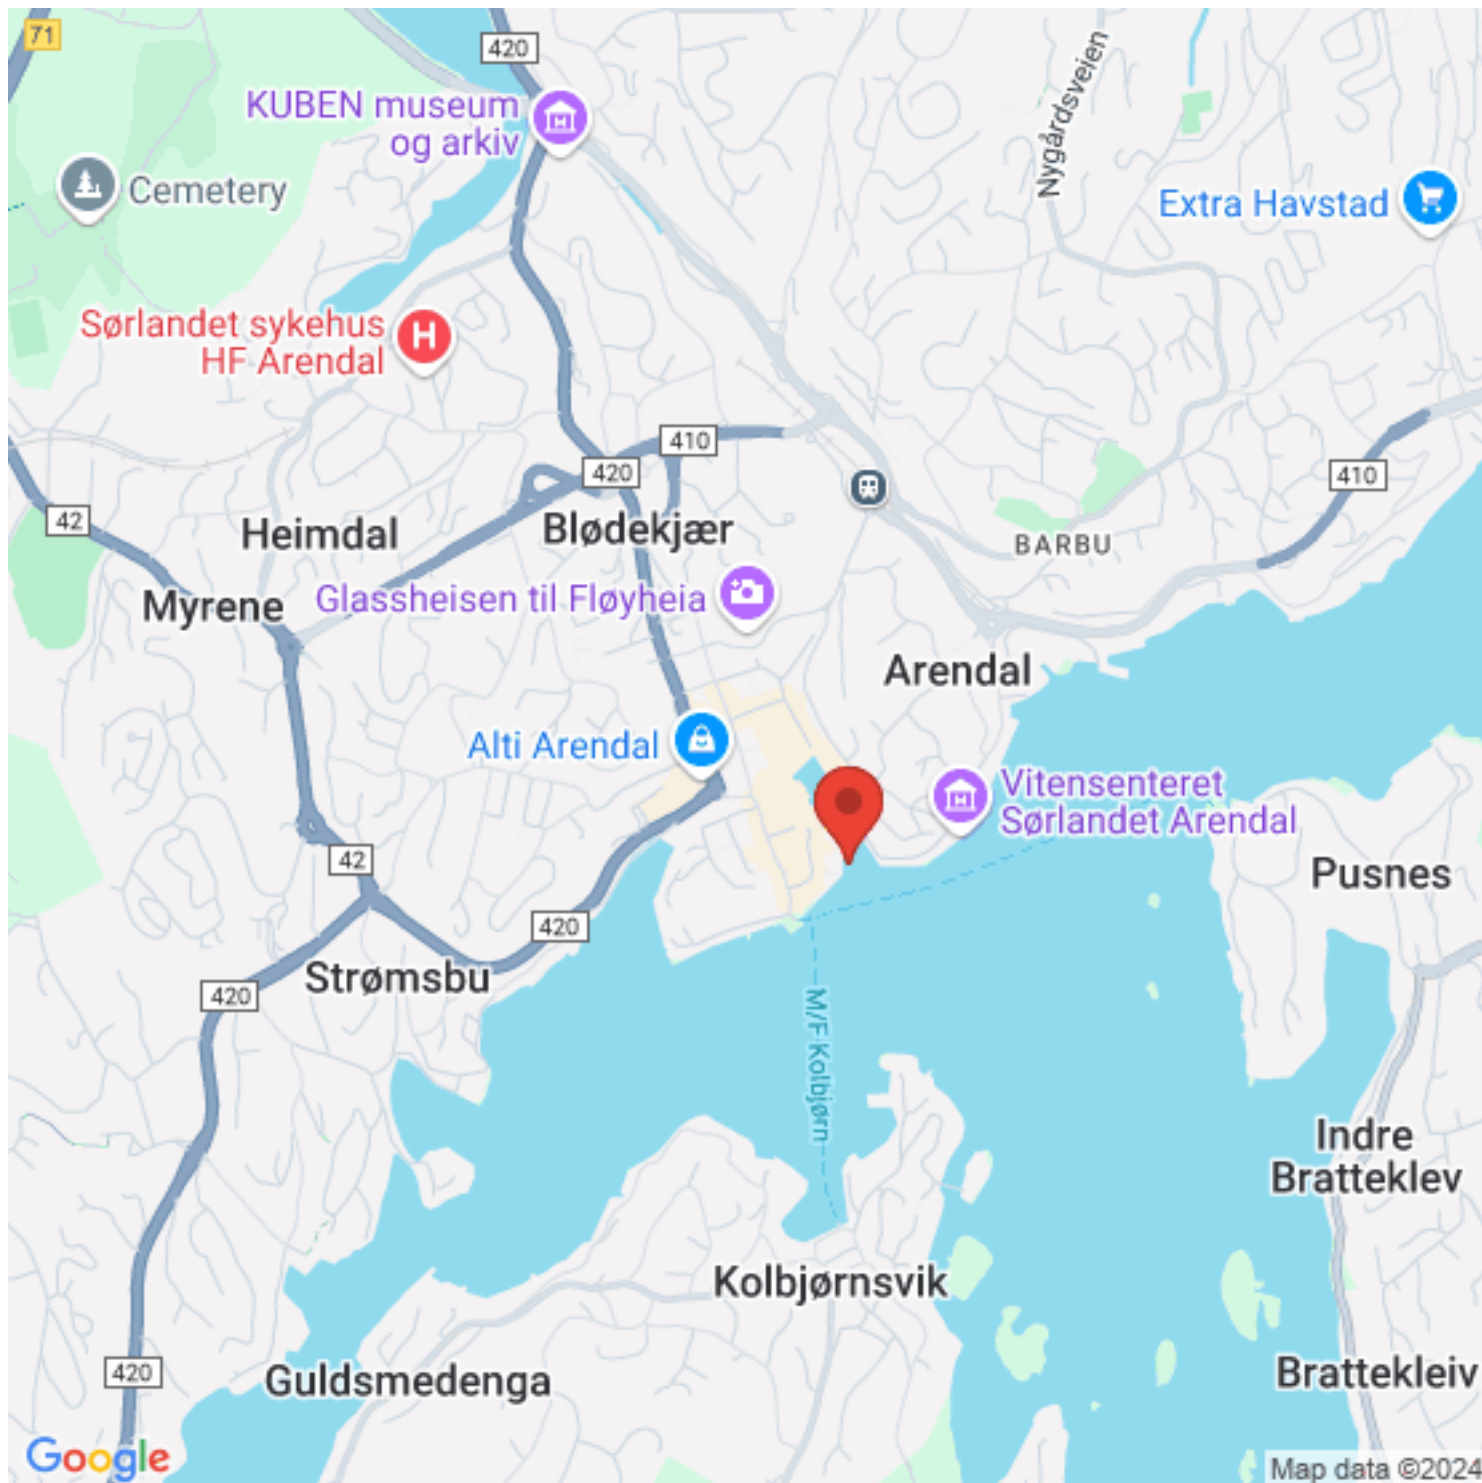 71
420
KUBEN museum
og arkiv
Nygårdsveien
Cemetery
Extra Havstad
Sørlandet sykehus
HF Arendal
410
420
410
42
Heimdal
Blødekjær
BARBU
Myrene
Glassheisen til Fløyheia
Arendal
Alti Arendal
Vitensenteret
Sørlandet Arendal
42
Pusnes
420
Strømsbu
420
M/F Kolbjørn
Indre
Bratteklev
Kolbjørnsvik
420
Guldsmedenga
Brattekleiv
Google
Map data ©2024